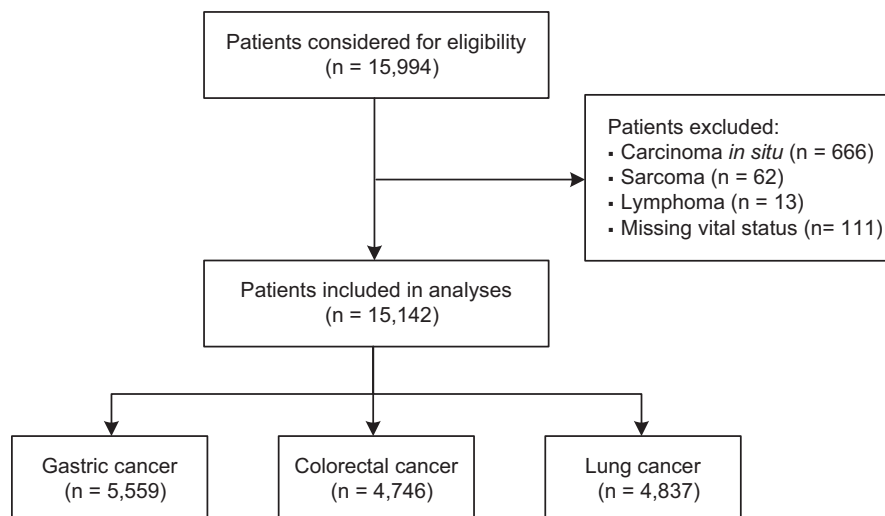 Patients considered for eligibility
(n = 15,994)
Patients excluded:
▪ Carcinoma in situ (n = 666)
▪ Sarcoma (n = 62)
▪ Lymphoma (n = 13)
▪ Missing vital status (n= 111)
Patients included in analyses
(n = 15,142)
Gastric cancer
(n = 5,559)
Colorectal cancer
(n = 4,746)
Lung cancer
(n = 4,837)